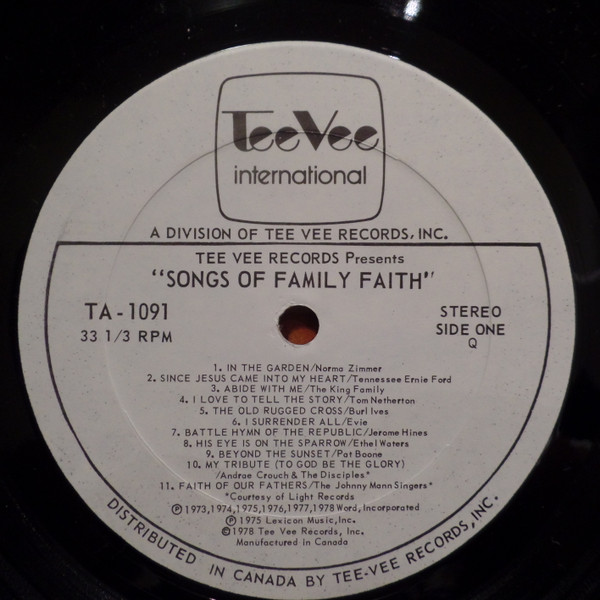 TeeVee
international
A DIVISION OF TEE VEE RECORDS, INC.
TEE VEE RECORDS Presents
"SONGS OF FAMILY FAITH"
TA-1091
33 1/3 RPM
STEREO
SIDE ONE
Q
1. IN THE GARDEN/Norma Zimmer
2. SINCE JESUS CAME INTO MY HEART/Tennessee Ernie Ford
3. ABIDE WITH ME/The King Family
4. I LOVE TO TELL THE STORY/Tom Netherton
5. THE OLD RUGGED CROSS/Burl Ives
6. I SURRENDER ALL/Evie
7. BATTLE HYMN OF THE REPUBLIC/Jerome Hines
8. HIS EYE IS ON THE SPARROW/Ethel Waters
9. BEYOND THE SUNSET/Pat Boone
10. MY TRIBUTE (TO GOD BE THE GLORY)
/Andrae Crouch & The Disciples*
11. FAITH OF OUR FATHERS/The Johnny Mann Singers*
*Courtesy of Light Records
℗ 1973,1974,1975,1976,1977,1978 Word, Incorporated
℗ 1975 Lexicon Music, Inc.
© 1978 Tee Vee Records, Inc.
Manufactured in Canada
DISTRIBUTED IN CANADA BY TEE-VEE RECORDS, INC.